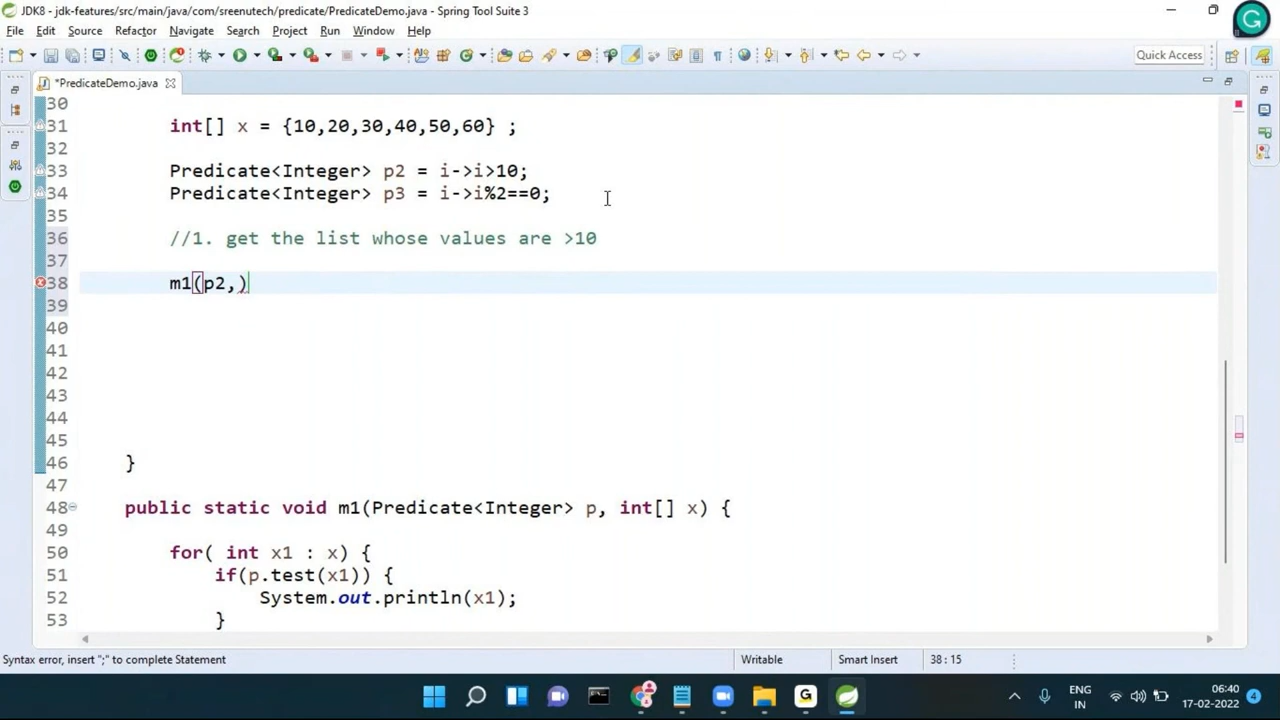 JDK8 - jdk-features/src/main/java/com/sreenutech/predicate/PredicateDemo.java - Spring Tool Suite 3
File Edit Source Refactor Navigate Search Project Run Window Help
Quick Access
*PredicateDemo.java
30
31 int[] x = {10,20,30,40,50,60} ;
32
33 Predicate<Integer> p2 = i->i>10;
34 Predicate<Integer> p3 = i->i%2==0;
35
36 //1. get the list whose values are >10
37
38 m1(p2,)
39
40
41
42
43
44
45
46 }
47
48 public static void m1(Predicate<Integer> p, int[] x) {
49
50 for( int x1 : x) {
51 if(p.test(x1)) {
52 System.out.println(x1);
53 }
Syntax error, insert ";" to complete Statement Writable Smart Insert 38 : 15
ENG 06:40
IN 17-02-2022 4